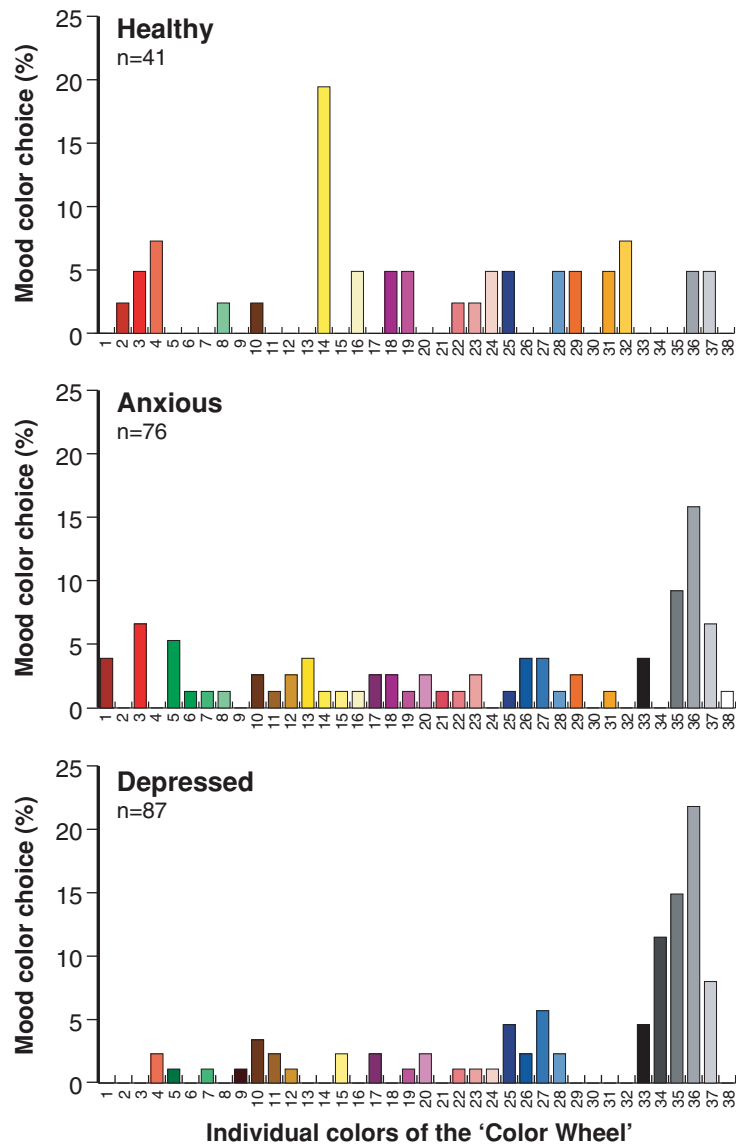 Healthy
n=41
Mood color choice (%)
25
20
15
10
5
0
1 2 3 4 5 6 7 8 9 10 11 12 13 14 15 16 17 18 19 20 21 22 23 24 25 26 27 28 29 30 31 32 33 34 35 36 37 38
Anxious
n=76
Mood color choice (%)
25
20
15
10
5
0
1 2 3 4 5 6 7 8 9 10 11 12 13 14 15 16 17 18 19 20 21 22 23 24 25 26 27 28 29 30 31 32 33 34 35 36 37 38
Depressed
n=87
Mood color choice (%)
25
20
15
10
5
0
1 2 3 4 5 6 7 8 9 10 11 12 13 14 15 16 17 18 19 20 21 22 23 24 25 26 27 28 29 30 31 32 33 34 35 36 37 38
Individual colors of the ‘Color Wheel’